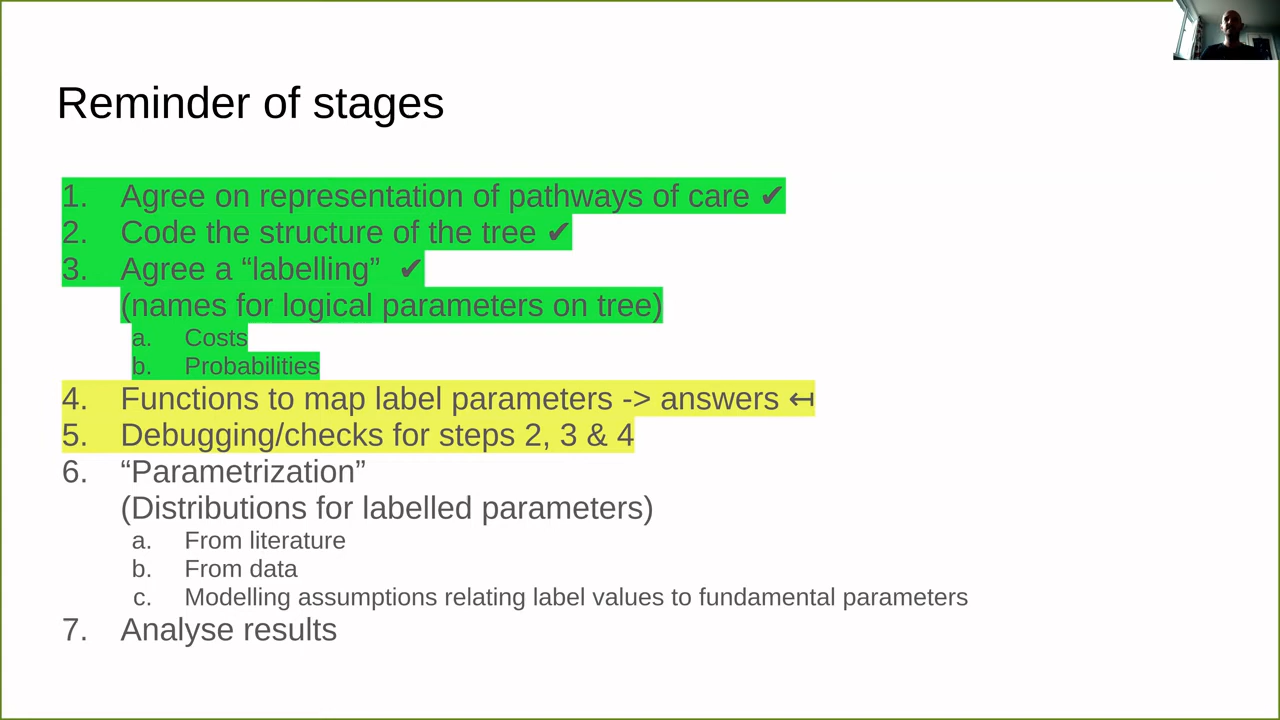 Reminder of stages
1. Agree on representation of pathways of care ✔
2. Code the structure of the tree ✔
3. Agree a “labelling” ✔
(names for logical parameters on tree)
a. Costs
b. Probabilities
4. Functions to map label parameters -> answers ↤
5. Debugging/checks for steps 2, 3 & 4
6. “Parametrization”
(Distributions for labelled parameters)
a. From literature
b. From data
c. Modelling assumptions relating label values to fundamental parameters
7. Analyse results